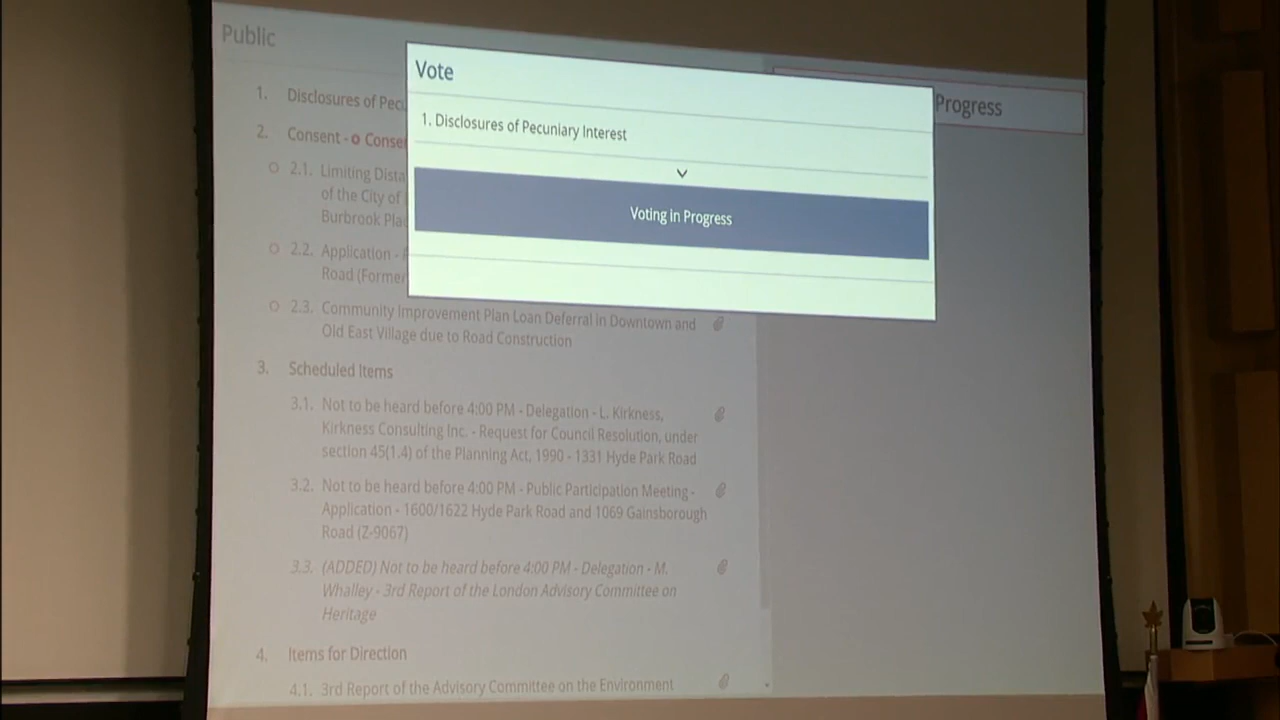 Public
Vote
Progress
1. Disclosures of Pecuniary Interest
Voting in Progress
1. Disclosures of Pecu
2. Consent - Conse
2.1. Limiting Dista
of the City of
Burbrook Plac
2.2. Application -
Road (Former
2.3. Community Improvement Plan Loan Deferral in Downtown and
Old East Village due to Road Construction
3. Scheduled Items
3.1. Not to be heard before 4:00 PM - Delegation - L. Kirkness,
Kirkness Consulting Inc. - Request for Council Resolution, under
section 45(1.4) of the Planning Act, 1990 - 1331 Hyde Park Road
3.2. Not to be heard before 4:00 PM - Public Participation Meeting -
Application - 1600/1622 Hyde Park Road and 1069 Gainsborough
Road (Z-9067)
3.3. (ADDED) Not to be heard before 4:00 PM - Delegation - M.
Whalley - 3rd Report of the London Advisory Committee on
Heritage
4. Items for Direction
4.1. 3rd Report of the Advisory Committee on the Environment